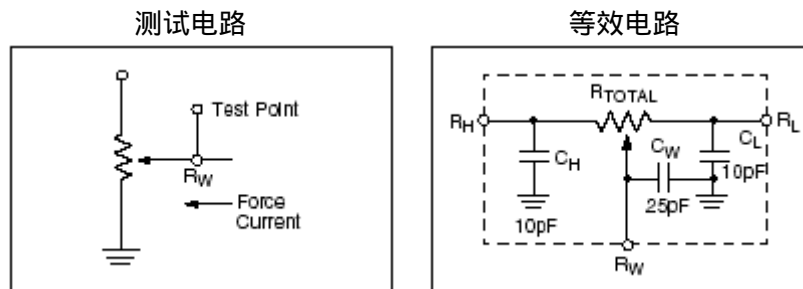 测试电路
Test Point
RW
Force
Current
等效电路
RTOTAL
RH
RL
CH
CW
CL
10pF
25pF
10pF
RW